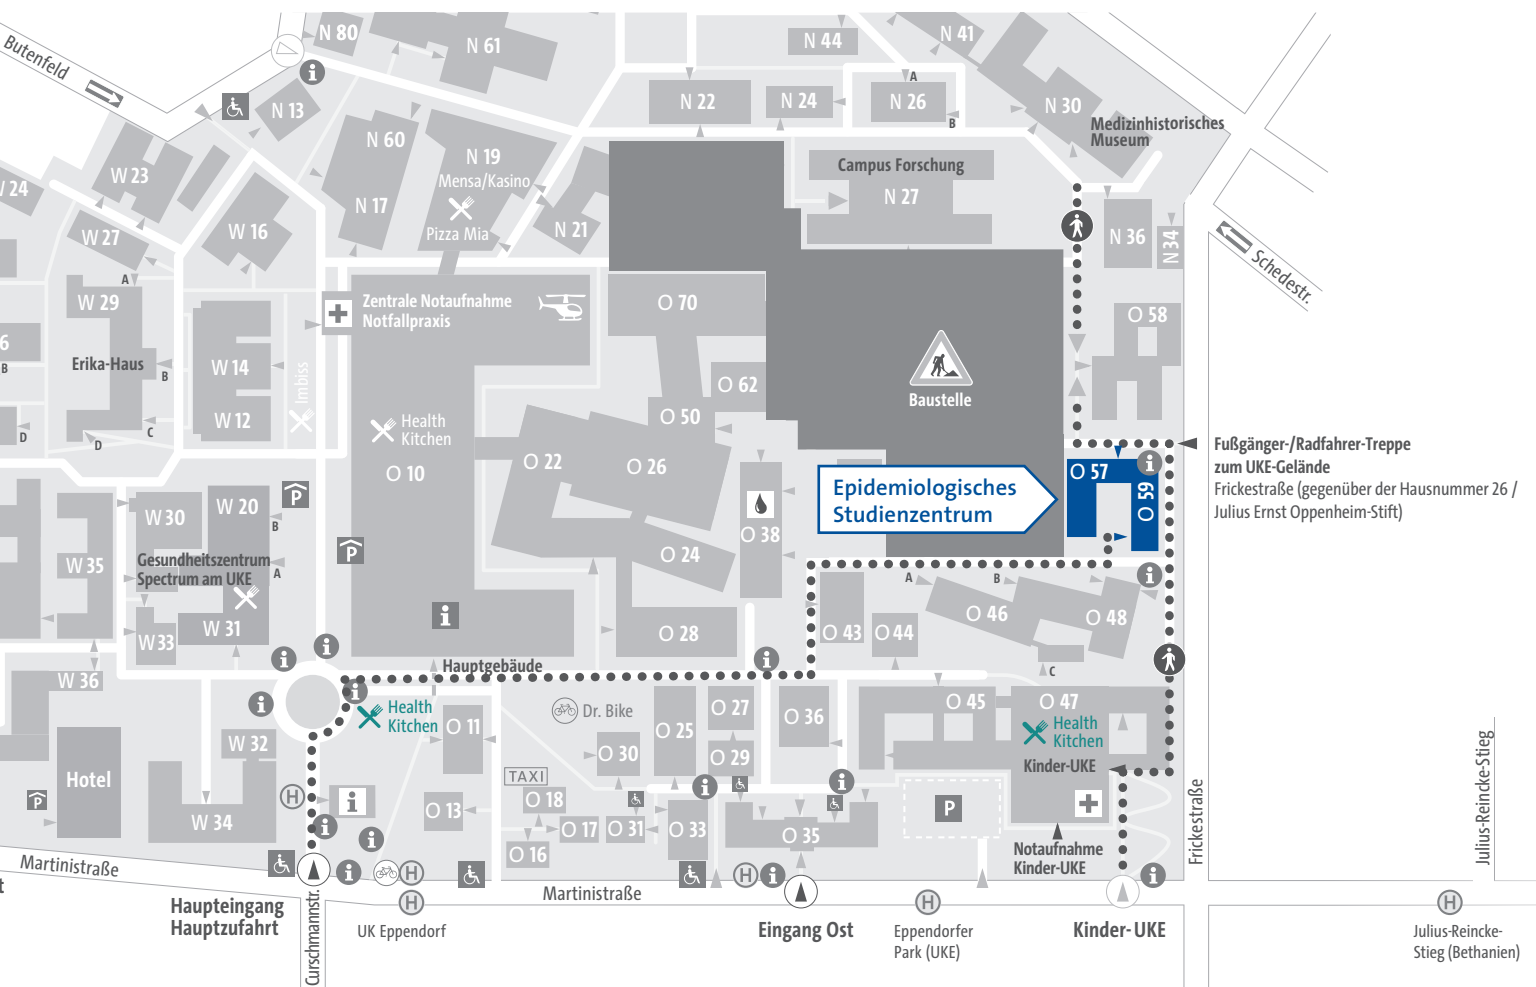 Butenfeld
N 80
N 61
N 44
N 41
N 13
N 22
N 24
A
N 26
B
N 30
Medizinhistorisches
Museum
W 23
N 60
N 19
Mensa/Kasino
Pizza Mia
N 17
N 21
Campus Forschung
N 27
N 36
N 34
Schedestr.
W 24
W 27
W 16
A
W 29
Erika-Haus
B
C
D
B
D
6
W 14
W 12
Imbiss
Zentrale Notaufnahme
Notfallpraxis
O 70
O 62
O 50
O 58
Baustelle
Health
Kitchen
O 10
O 22
O 26
O 24
O 28
O 38
Epidemiologisches
Studienzentrum
O 57
O 59
Fußgänger-/Radfahrer-Treppe
zum UKE-Gelände
Frickestraße (gegenüber der Hausnummer 26 /
Julius Ernst Oppenheim-Stift)
P
W 20
B
W 30
Gesundheitszentrum
Spectrum am UKE
A
W 35
W 33
W 31
P
W 36
A
B
O 46
O 48
C
O 43
O 44
Hauptgebäude
Health
Kitchen
O 11
Dr. Bike
O 25
O 27
O 36
O 45
O 47
Health
Kitchen
Kinder-UKE
W 32
Hotel
P
W 34
H
O 13
TAXI
O 18
O 17
O 16
O 30
O 29
O 31
O 33
O 35
P
Notaufnahme
Kinder-UKE
Frickestraße
Julius-Reincke-Stieg
Martinistraße
Martinistraße
H
H
H
H
H
Haupteingang
Hauptzufahrt
Curschmannstr.
UK Eppendorf
Eingang Ost
Eppendorfer
Park (UKE)
Kinder-UKE
Julius-Reincke-
Stieg (Bethanien)